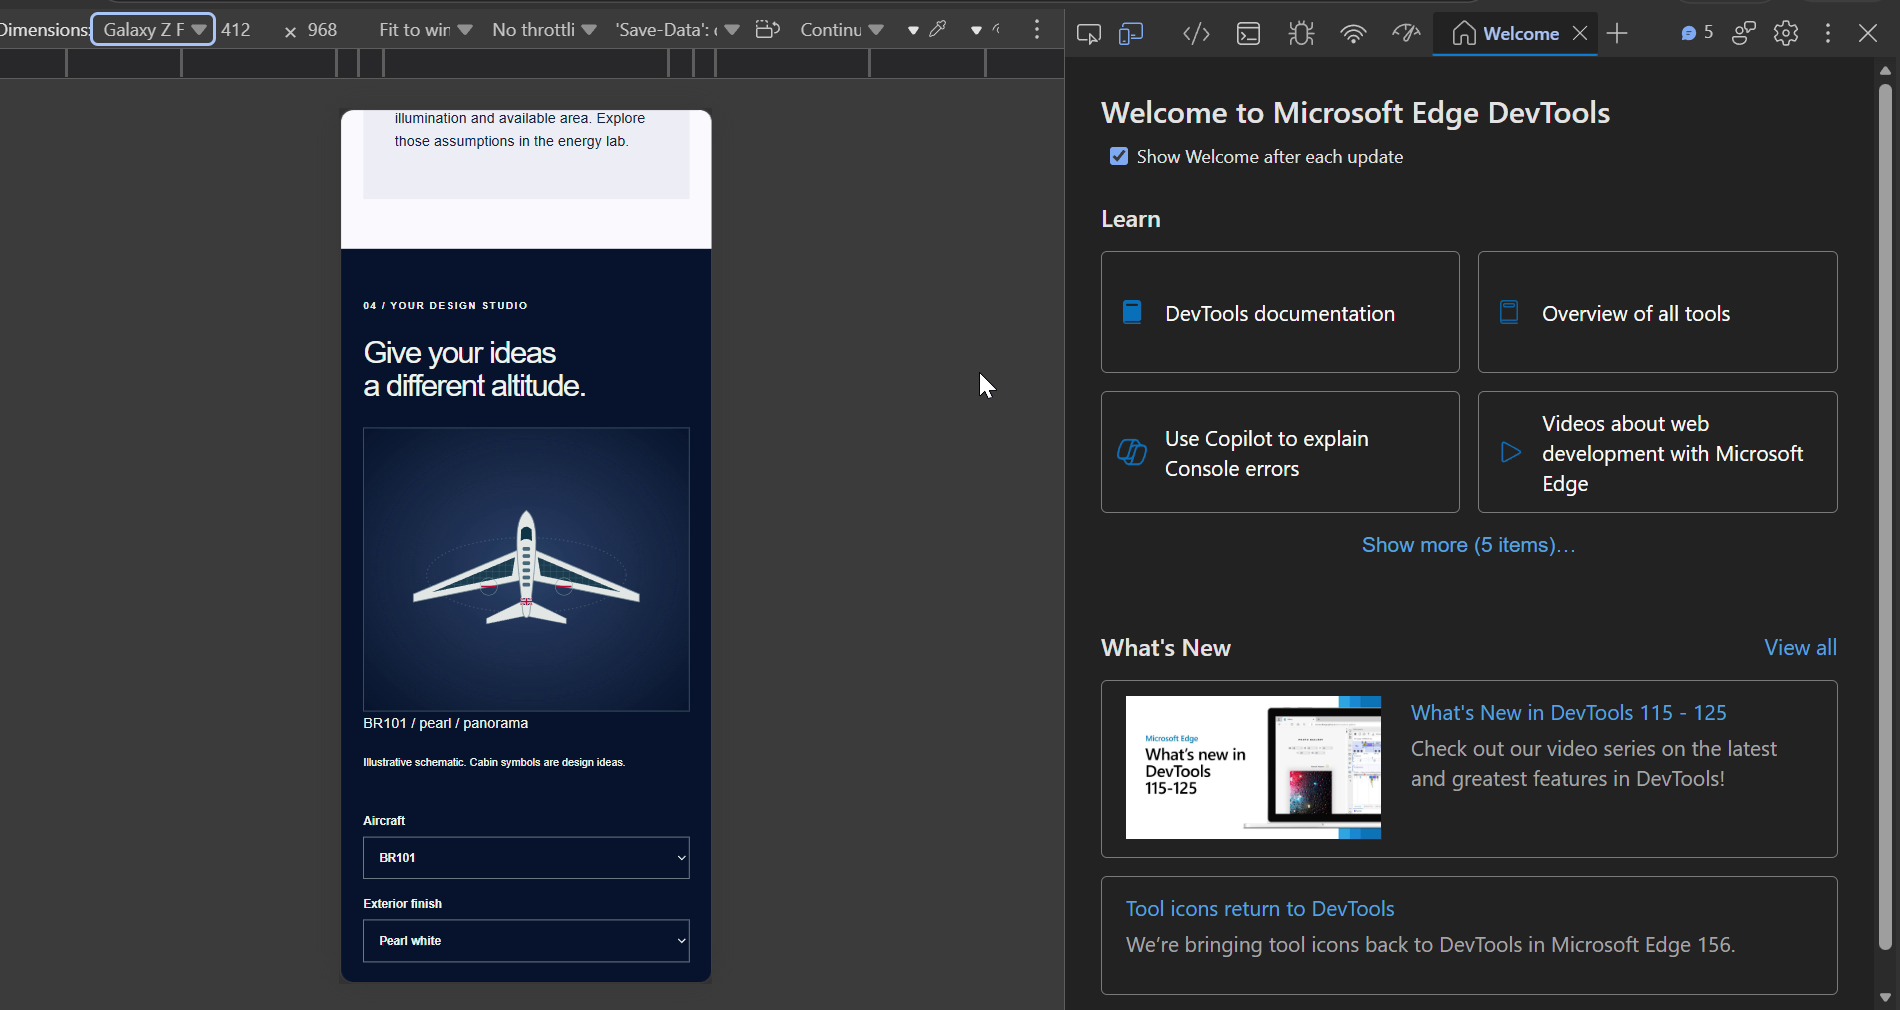 Dimensions: Galaxy Z F 412 × 968 Fit to win No throttli 'Save-Data': Continu
Welcome 5
illumination and available area. Explore
those assumptions in the energy lab.
04 / YOUR DESIGN STUDIO
Give your ideas
a different altitude.
BR101 / pearl / panorama
Illustrative schematic. Cabin symbols are design ideas.
Aircraft
BR101
Exterior finish
Pearl white
Welcome to Microsoft Edge DevTools
Show Welcome after each update
Learn
DevTools documentation
Overview of all tools
Use Copilot to explain
Console errors
Videos about web
development with Microsoft
Edge
Show more (5 items)...
What's New
View all
Microsoft Edge
What's new in
DevTools
115-125
What's New in DevTools 115 - 125
Check out our video series on the latest
and greatest features in DevTools!
Tool icons return to DevTools
We're bringing tool icons back to DevTools in Microsoft Edge 156.